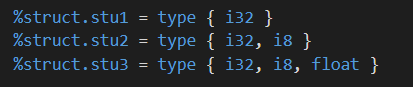 %struct.stu1 = type { i32 }
%struct.stu2 = type { i32, i8 }
%struct.stu3 = type { i32, i8, float }